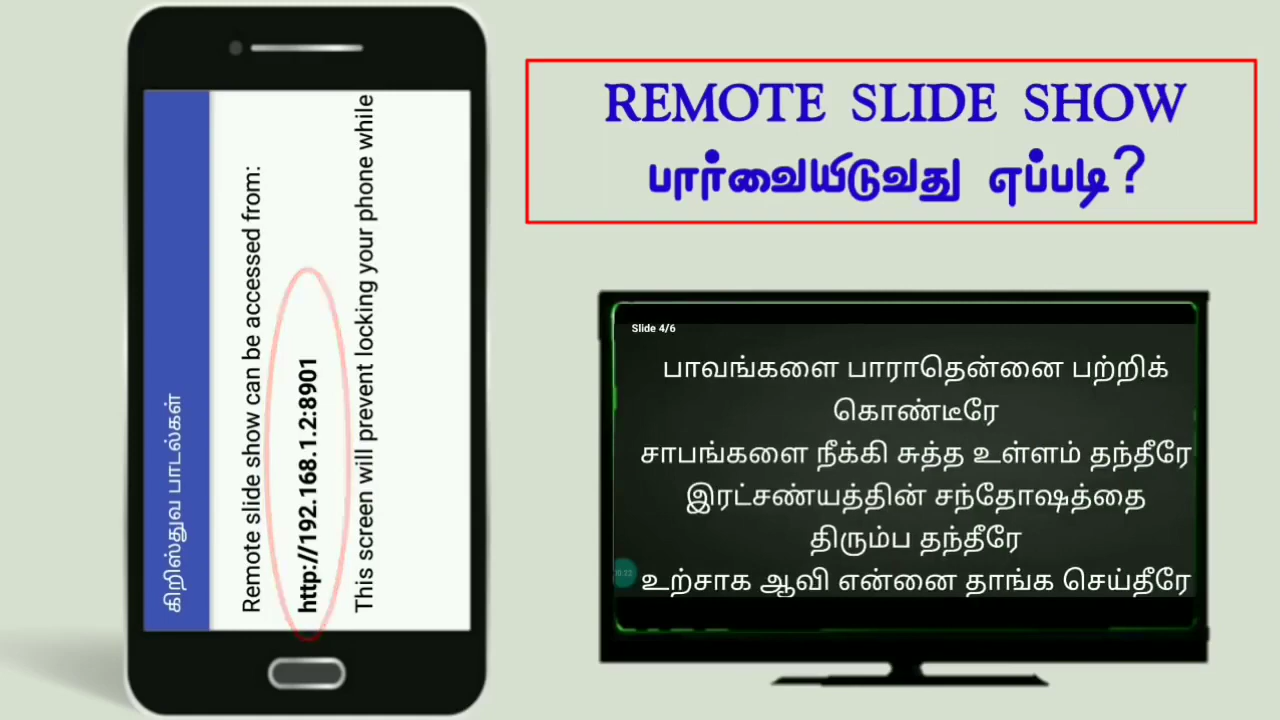 கிறிஸ்துவ பாடல்கள்
Remote slide show can be accessed from:
http://192.168.1.2:8901
This screen will prevent locking your phone while
REMOTE SLIDE SHOW
பார்வையிடுவது எப்படி?
Slide 4/6
பாவங்களை பாராதென்னை பற்றிக்
கொண்டீரே
சாபங்களை நீக்கி சுத்த உள்ளம் தந்தீரே
இரட்சண்யத்தின் சந்தோஷத்தை
திரும்ப தந்தீரே
உற்சாக ஆவி என்னை தாங்க செய்தீரே